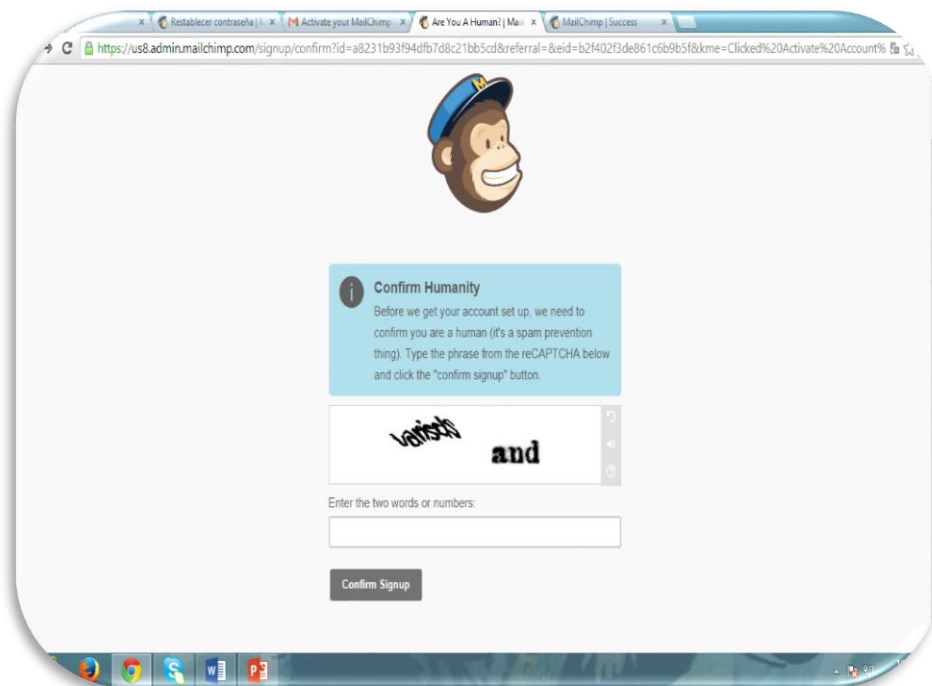 Restablecer contraseña | Activate your MailChimp Are You A Human? | Mail MailChimp | Success
https://us8.admin.mailchimp.com/signup/confirm?id=a8231b93f94dfb7d8c21bb5cd&referral=&eid=b2f402f3de861c6b9b5f&kme=Clicked%20Activate%20Account%
M
Confirm Humanity
Before we get your account set up, we need to
confirm you are a human (it's a spam prevention
thing). Type the phrase from the reCAPTCHA below
and click the "confirm signup" button.
and
Enter the two words or numbers:
Confirm Signup